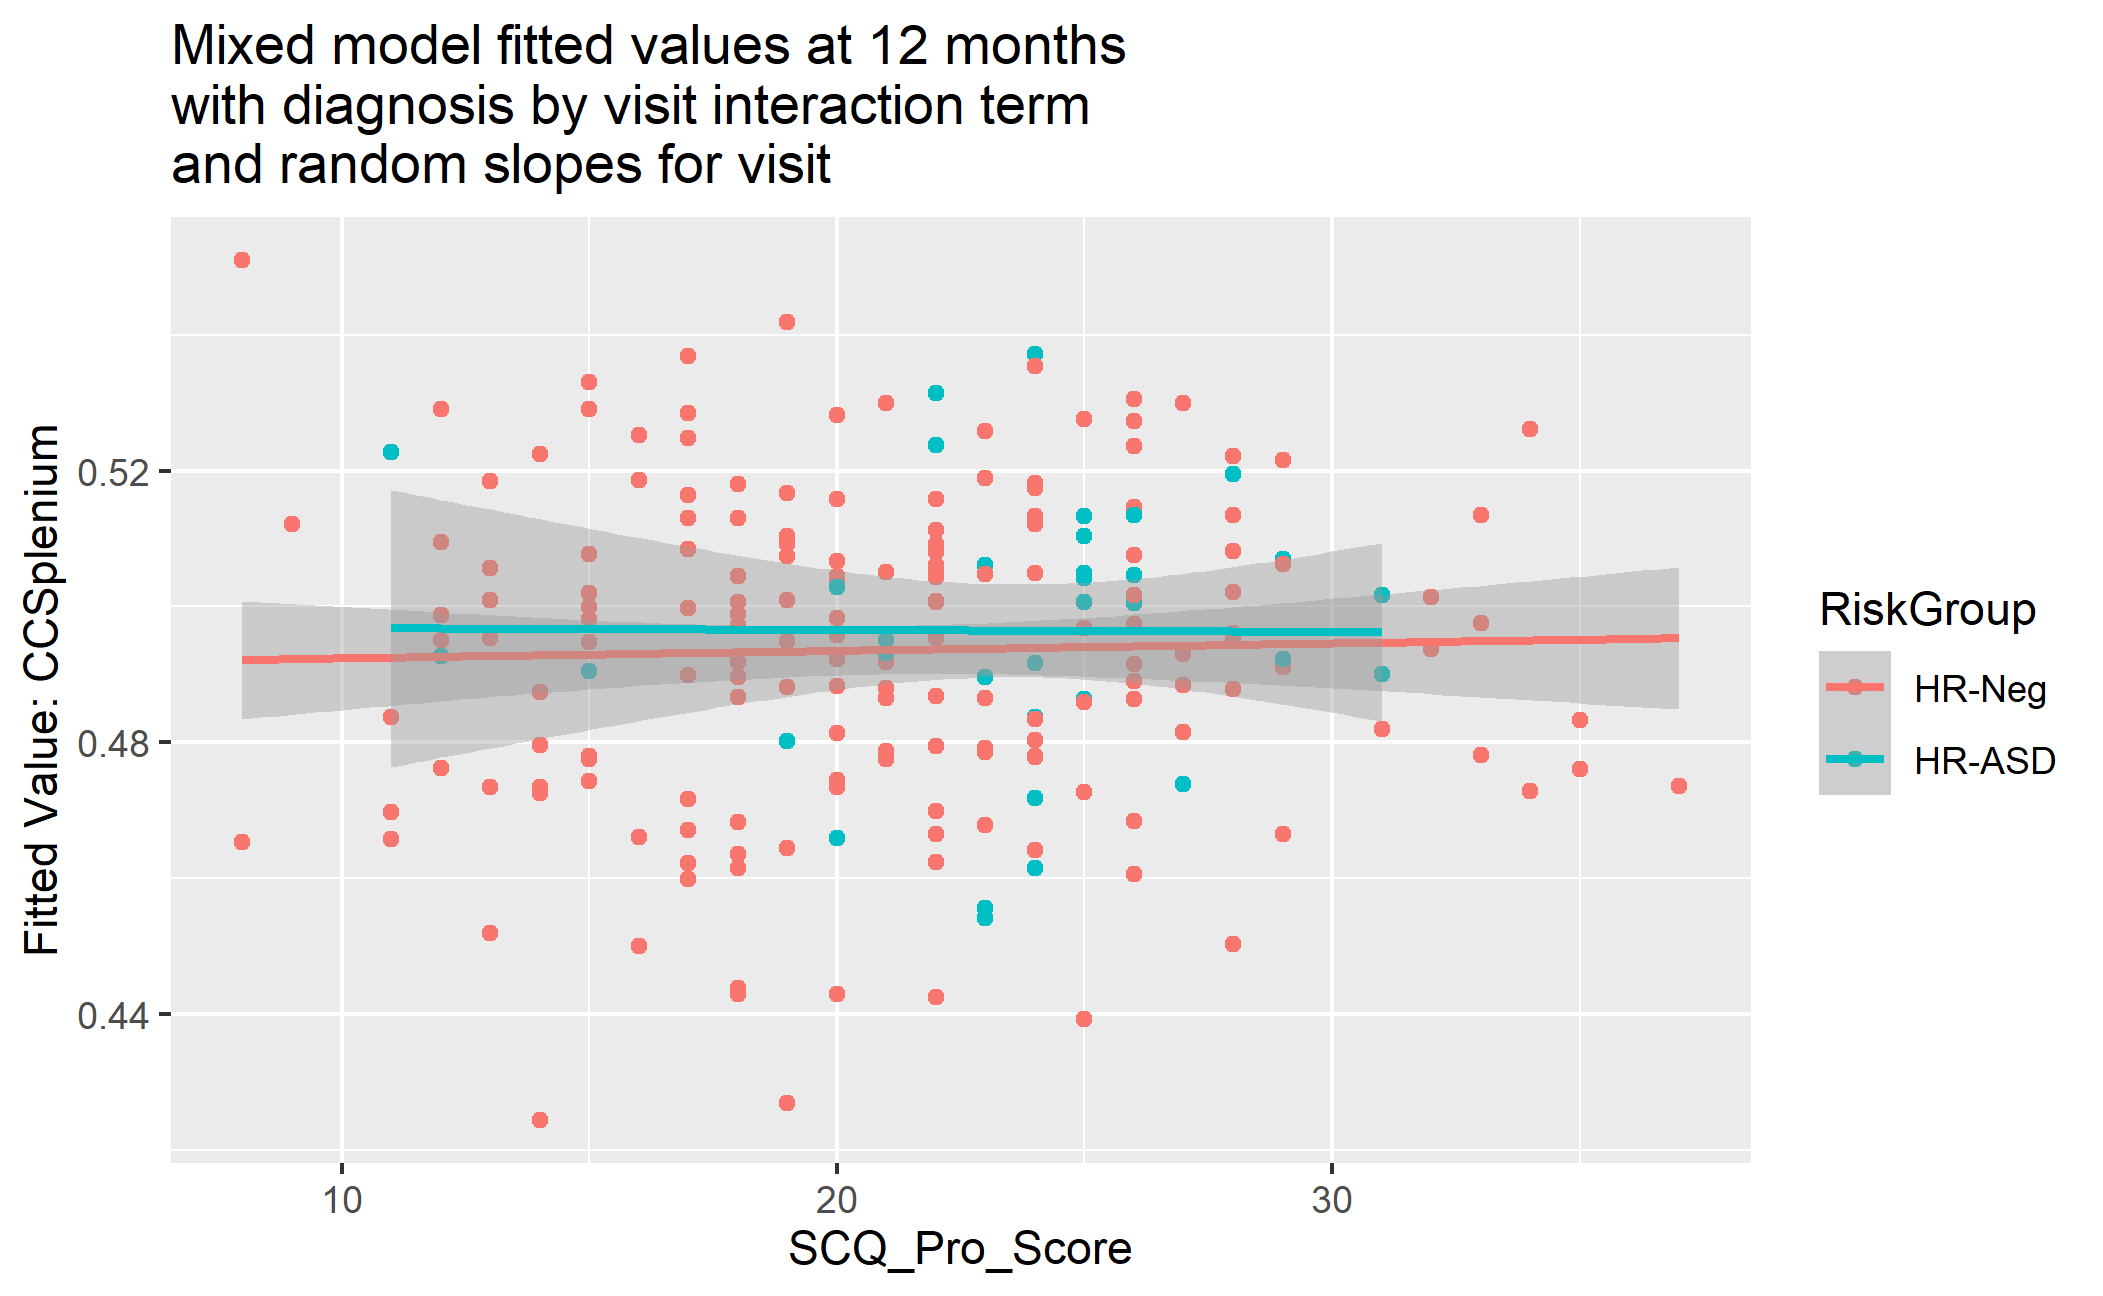 Mixed model fitted values at 12 months
with diagnosis by visit interaction term
and random slopes for visit
Fitted Value: CCSplenium
0.52
0.48
0.44
10
20
30
SCQ_Pro_Score
RiskGroup
HR-Neg
HR-ASD